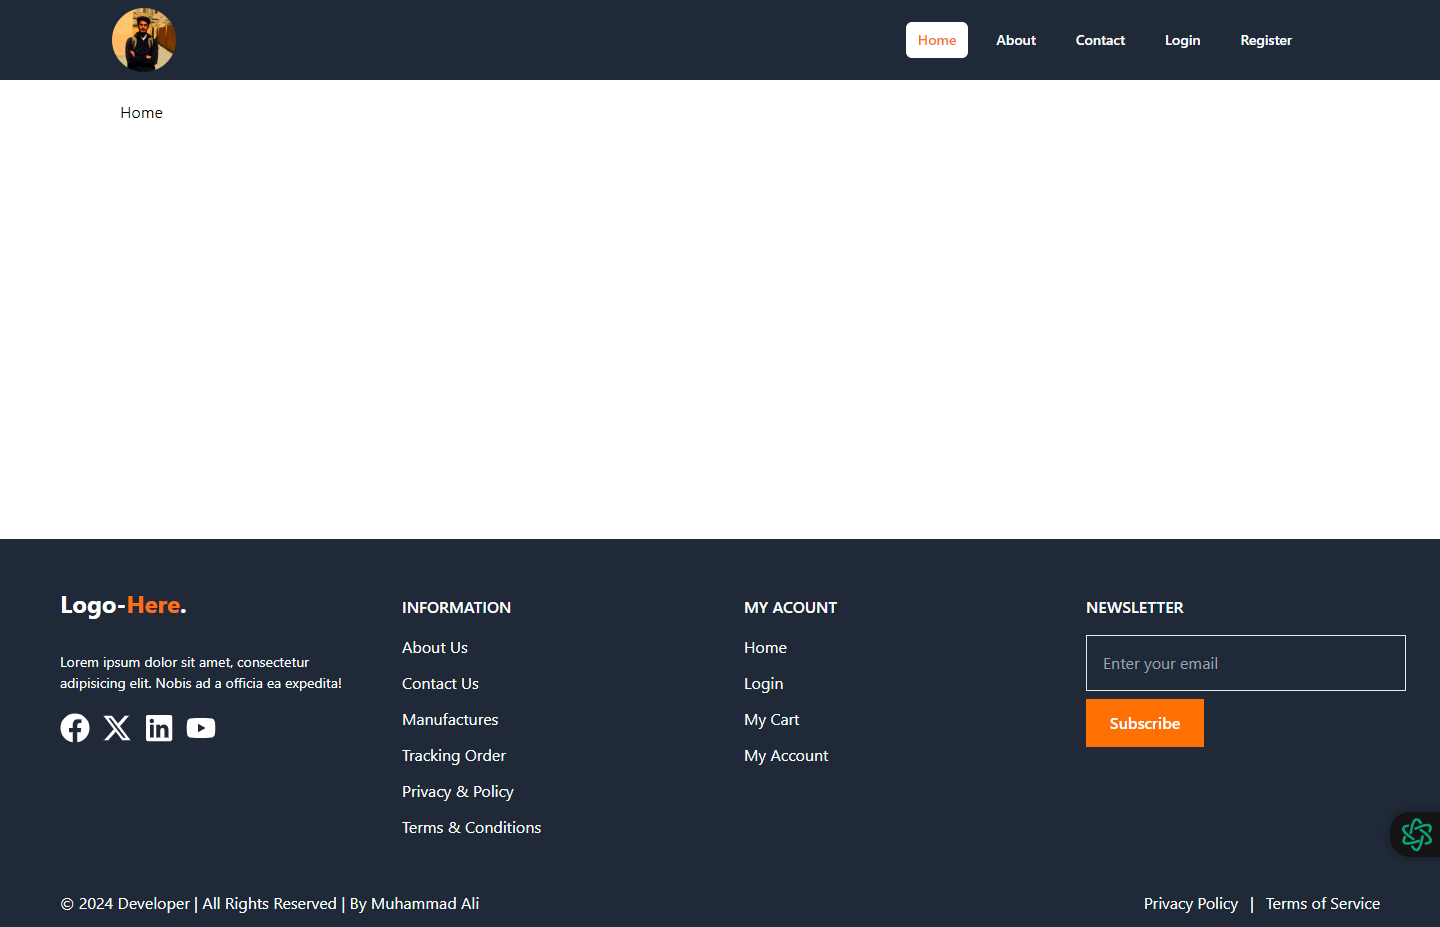 Home About Contact Login Register
Home
Logo-Here.
Lorem ipsum dolor sit amet, consectetur
adipisicing elit. Nobis ad a officia ea expedita!
INFORMATION
About Us
Contact Us
Manufactures
Tracking Order
Privacy & Policy
Terms & Conditions
MY ACOUNT
Home
Login
My Cart
My Account
NEWSLETTER
Enter your email
Subscribe
© 2024 Developer | All Rights Reserved | By Muhammad Ali
Privacy Policy | Terms of Service